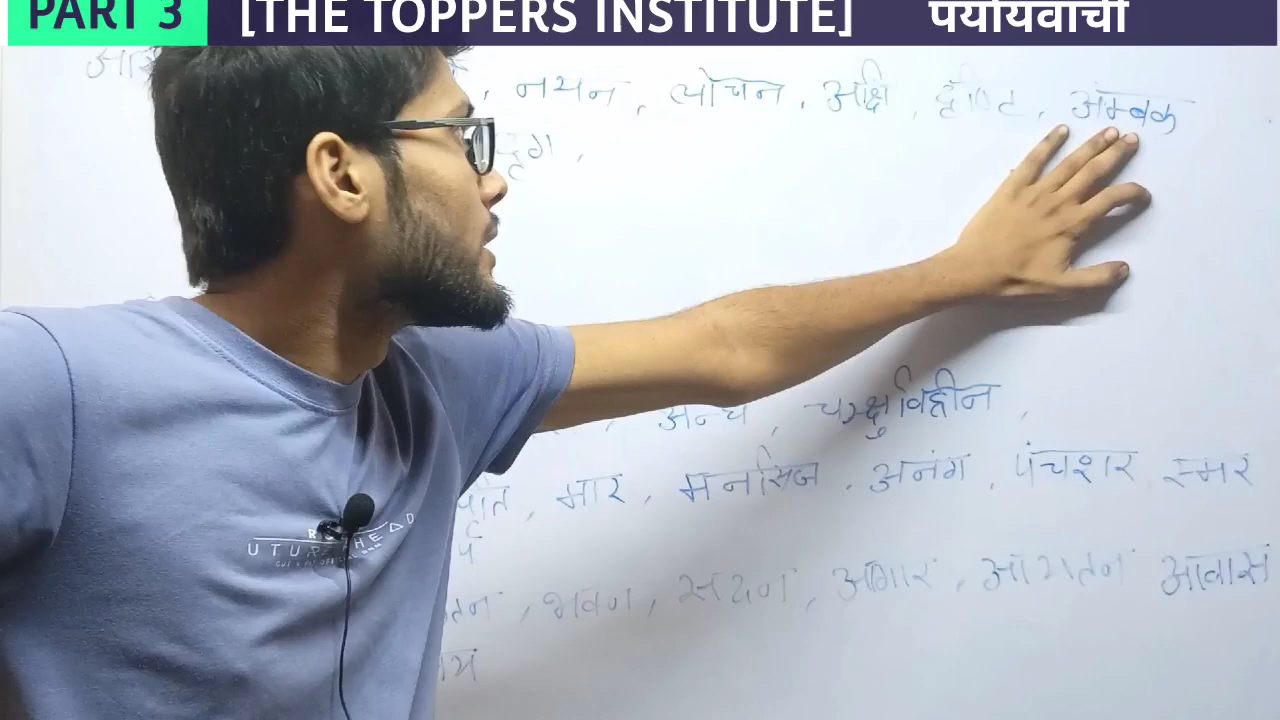 PART 3 [THE TOPPERS INSTITUTE] पर्यायवाची
, नयन, लोचन, अक्षि, दृष्टि, अम्बक
दृग,
, अन्ध, चक्षुविहीन,
, मार, मनसिज, अनंग, पंचशर, स्मर
, भवन, सदन, आगार, आयतन, आवास